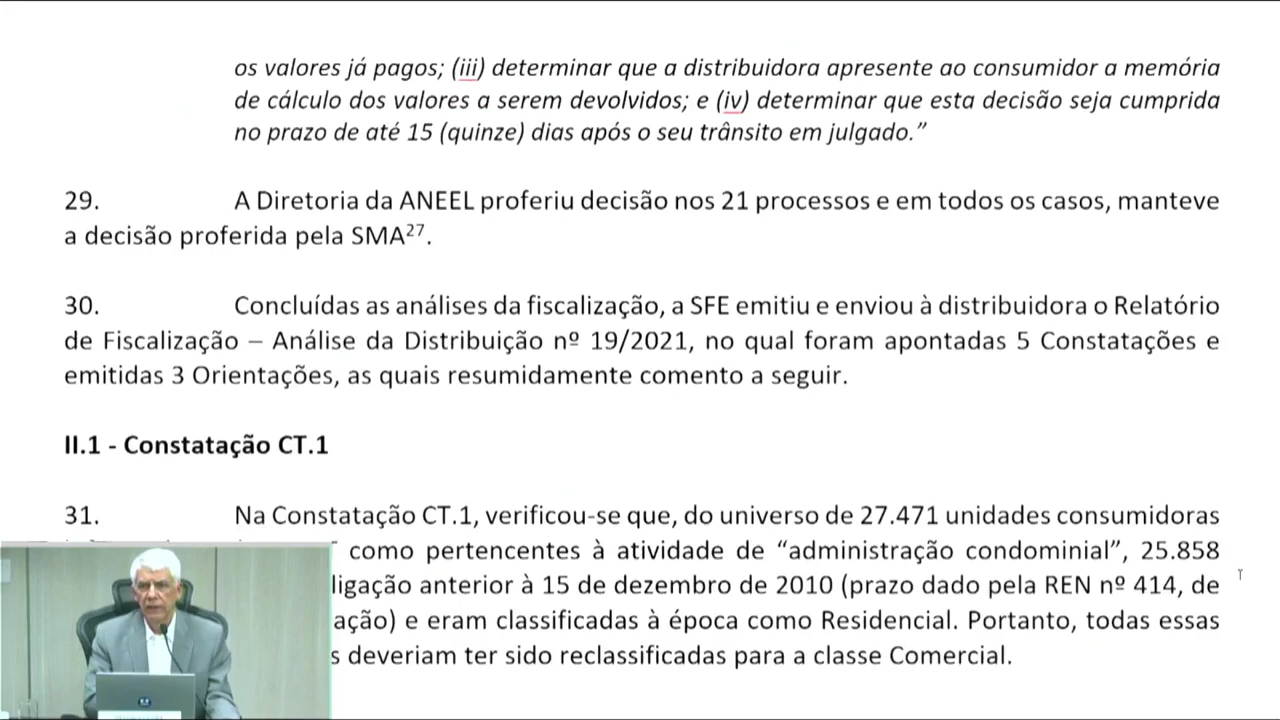 os valores já pagos; (iii) determinar que a distribuidora apresente ao consumidor a memória
de cálculo dos valores a serem devolvidos; e (iv) determinar que esta decisão seja cumprida
no prazo de até 15 (quinze) dias após o seu trânsito em julgado.”
29. A Diretoria da ANEEL proferiu decisão nos 21 processos e em todos os casos, manteve
a decisão proferida pela SMA²⁷.
30. Concluídas as análises da fiscalização, a SFE emitiu e enviou à distribuidora o Relatório
de Fiscalização – Análise da Distribuição nº 19/2021, no qual foram apontadas 5 Constatações e
emitidas 3 Orientações, as quais resumidamente comento a seguir.
II.1 - Constatação CT.1
31. Na Constatação CT.1, verificou-se que, do universo de 27.471 unidades consumidoras
como pertencentes à atividade de “administração condominial”, 25.858
ligação anterior à 15 de dezembro de 2010 (prazo dado pela REN nº 414, de
ação) e eram classificadas à época como Residencial. Portanto, todas essas
s deveriam ter sido reclassificadas para a classe Comercial.